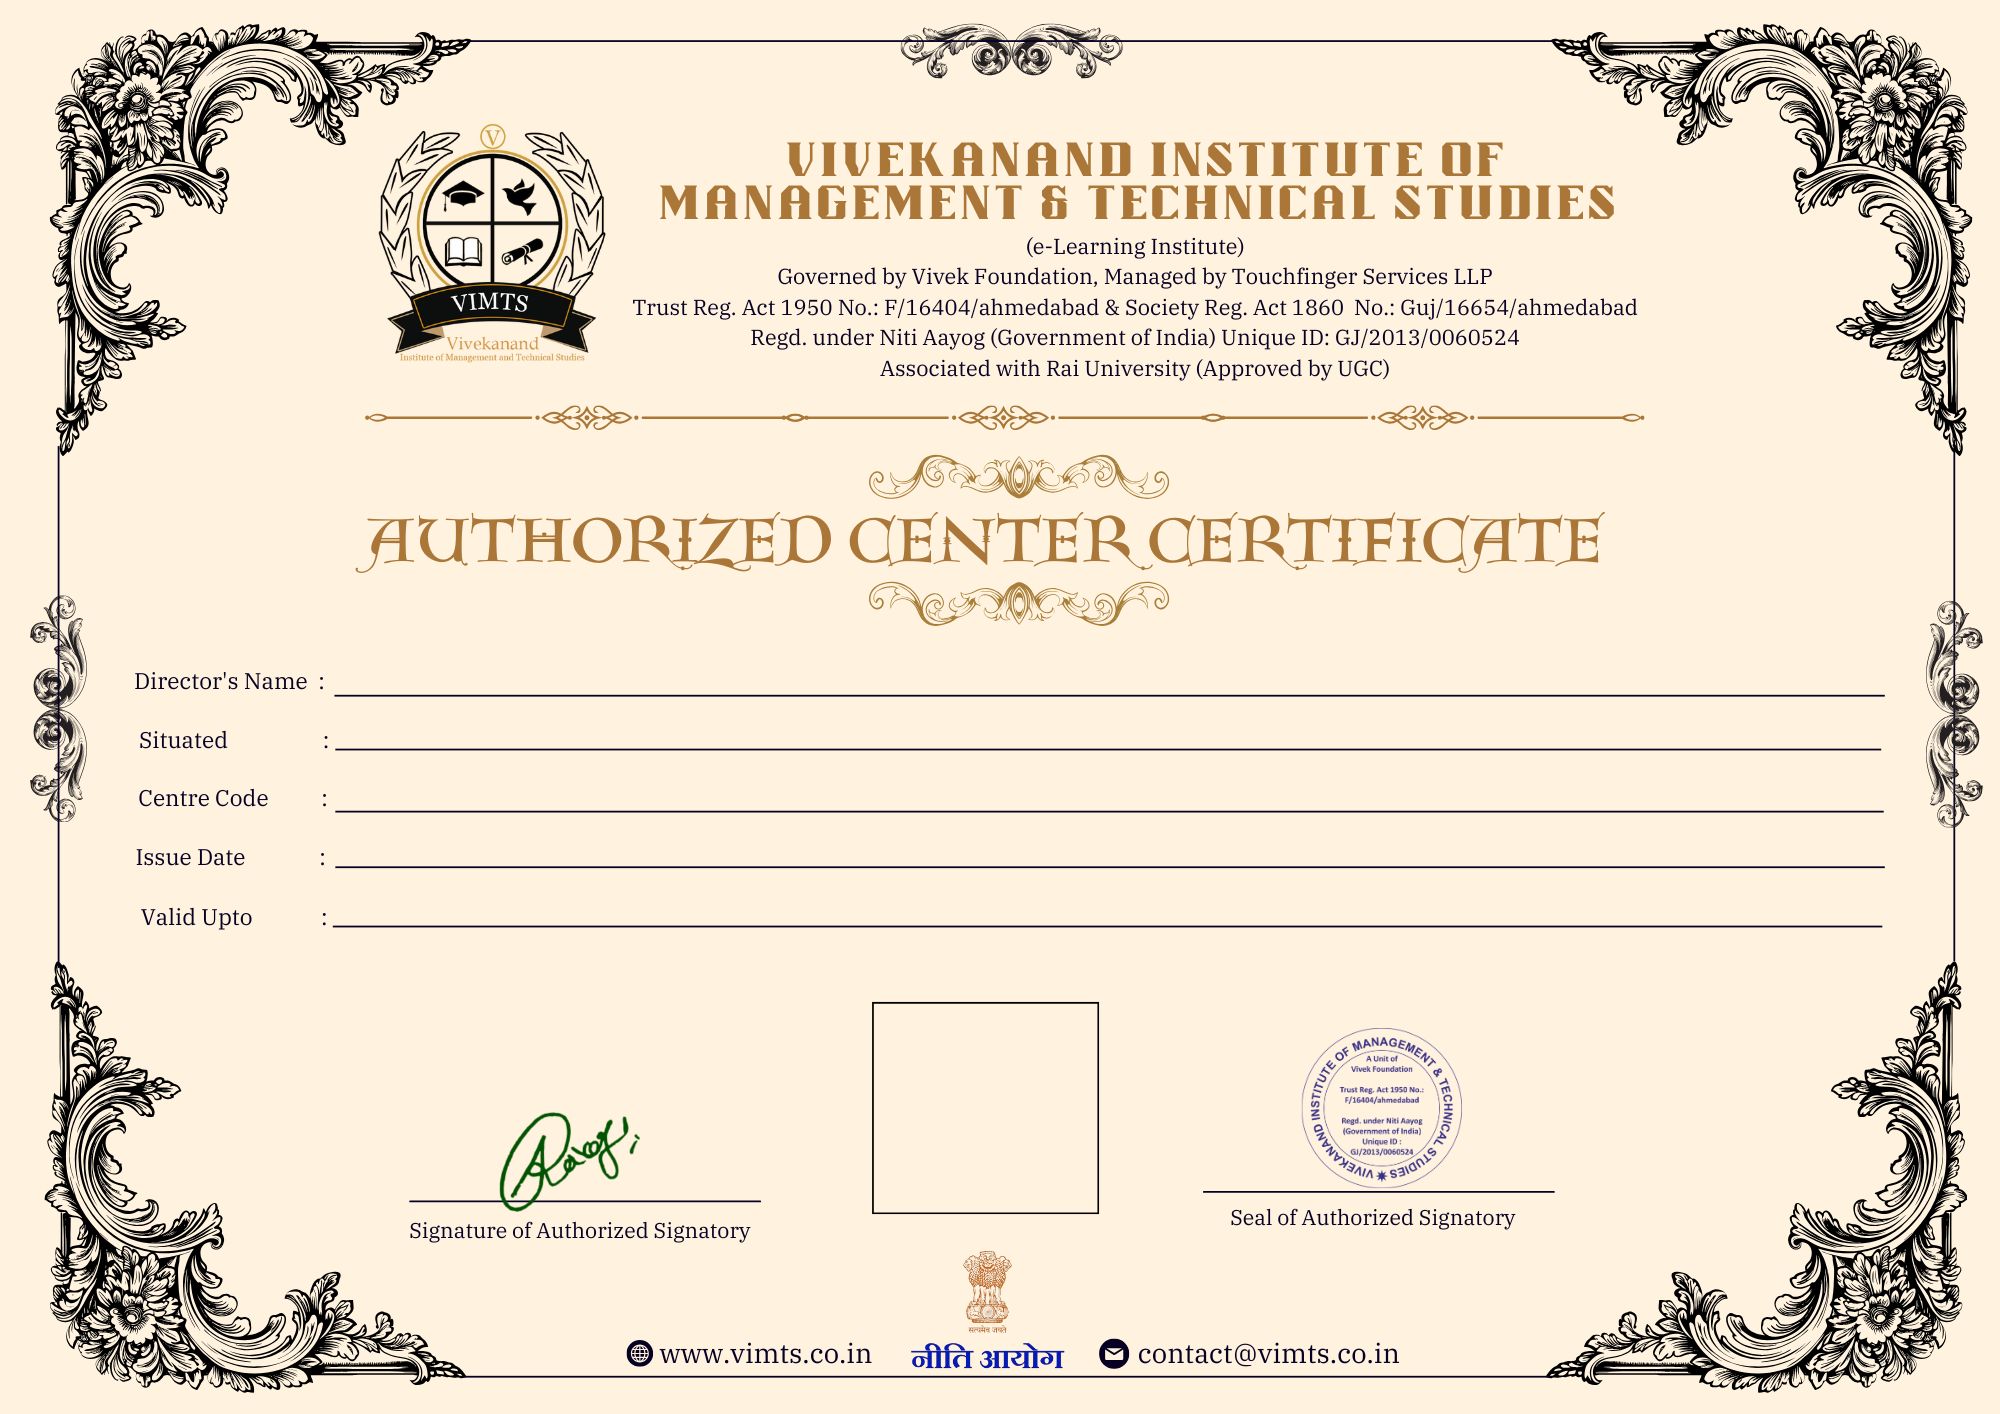 V
VIMTS
Vivekanand
Institute of Management and Technical Studies
VIVEKANAND INSTITUTE OF
MANAGEMENT & TECHNICAL STUDIES
(e-Learning Institute)
Governed by Vivek Foundation, Managed by Touchfinger Services LLP
Trust Reg. Act 1950 No.: F/16404/ahmedabad & Society Reg. Act 1860 No.: Guj/16654/ahmedabad
Regd. under Niti Aayog (Government of India) Unique ID: GJ/2013/0060524
Associated with Rai University (Approved by UGC)
AUTHORIZED CENTER CERTIFICATE
Director's Name :
Situated :
Centre Code :
Issue Date :
Valid Upto :
Signature of Authorized Signatory
VIVEKANAND INSTITUTE OF MANAGEMENT & TECHNICAL STUDIES
A Unit of
Vivek Foundation
Trust Reg. Act 1950 No.:
F/16404/ahmedabad
Regd. under Niti Aayog
(Government of India)
Unique ID :
GJ/2013/0060524
Seal of Authorized Signatory
सत्यमेव जयते
www.vimts.co.in
नीति आयोग
contact@vimts.co.in